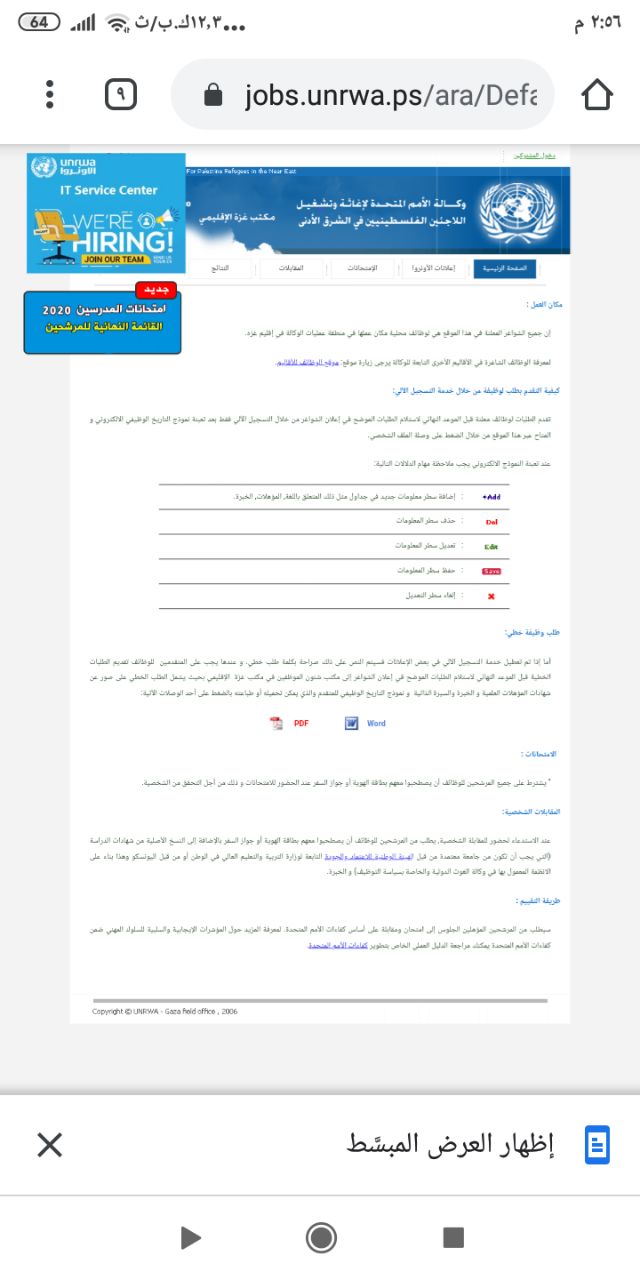 ٢:٥٦ م
...١٢,٣ك.ب/ث
64
jobs.unrwa.ps/ara/Defa
٩
دخول المشتركين
For Palestine Refugees in the Near East
unrwa
الأونروا
IT Service Center
WE'RE
HIRING!
JOIN OUR TEAM
وكـــالة الأمم المتـحـدة لإغـاثة وتشغـيـل
اللاجئين الفلسطينيين في الشرق الأدنى
مكتب غزة الإقليمي
الصفحة الرئيسية
إعلانات الأونروا
الإمتحانات
المقابلات
النتائج
جديد
امتحانات المدرسين 2020
القائمة النهائية للمرشحين
مكان العمل :
إن جميع الشواغر المعلنة في هذا الموقع هي لوظائف محلية مكان عملها في منطقة عمليات الوكالة في إقليم غزه.
لمعرفة الوظائف الشاغرة في الأقاليم الأخرى التابعة للوكالة يرجى زيارة موقع: موقع الوظائف للأقاليم.
كيفية التقدم بطلب لوظيفة من خلال خدمة التسجيل الآلي:
تقدم الطلبات لوظائف معلنة قبل الموعد النهائي لاستلام الطلبات الموضح في إعلان الشواغر من خلال التسجيل الآلي فقط بعد تعبئة نموذج التاريخ الوظيفي الالكتروني و
المتاح عبر هذا الموقع من خلال الضغط على وصلة الملف الشخصي.
عند تعبئة النموذج الالكتروني يجب ملاحظة مهام الدلالات التالية:
Add+ : إضافة سطر معلومات جديد في جداول مثل ذلك المتعلق باللغة, المؤهلات, الخبرة.
Del : حذف سطر المعلومات
Edit : تعديل سطر المعلومات
Save : حفظ سطر المعلومات
: إلغاء سطر التعديل
طلب وظيفة خطي:
أما إذا تم تعطيل خدمة التسجيل الآلي في بعض الإعلانات فسيتم النص على ذلك صراحة بكلمة طلب خطي، و عندها يجب على المتقدمين للوظائف تقديم الطلبات
الخطية قبل الموعد النهائي لاستلام الطلبات الموضح في إعلان الشواغر إلى مكتب شئون الموظفين في مكتب غزة الإقليمي بحيث يشمل الطلب الخطي على صور عن
شهادات المؤهلات العلمية و الخبرة والسيرة الذاتية و نموذج التاريخ الوظيفي للمتقدم والذي يمكن تحميله أو طباعته بالضغط على أحد الوصلات الآتية:
Word
PDF
الامتحانات :
* يشترط على جميع المرشحين للوظائف أن يصطحبوا معهم بطاقة الهوية أو جواز السفر عند الحضور للامتحانات و ذلك من أجل التحقق من الشخصية.
المقابلات الشخصية:
عند الاستدعاء لحضور للمقابلة الشخصية, يطلب من المرشحين للوظائف أن يصطحبوا معهم بطاقة الهوية أو جواز السفر بالإضافة إلى النسخ الأصلية من شهادات الدراسة
(التي يجب أن تكون من جامعة معتمدة من قبل الهيئة الوطنية للاعتماد والجودة التابعة لوزارة التربية والتعليم العالي في الوطن أو من قبل اليونسكو وهذا بناء على
الانظمة المعمول بها في وكالة الغوث الدولية والخاصة بسياسة التوظيف) و الخبرة.
طريقة التقييم :
سيطلب من المرشحين المؤهلين الجلوس إلى امتحان ومقابلة على أساس كفاءات الأمم المتحدة. لمعرفة المزيد حول المؤشرات الإيجابية والسلبية للسلوك المهني ضمن
كفاءات الأمم المتحدة يمكنك مراجعة الدليل العملي الخاص بتطوير كفاءات الأمم المتحدة.
Copyright © UNRWA - Gaza field office , 2006
إظهار العرض المبسَّط